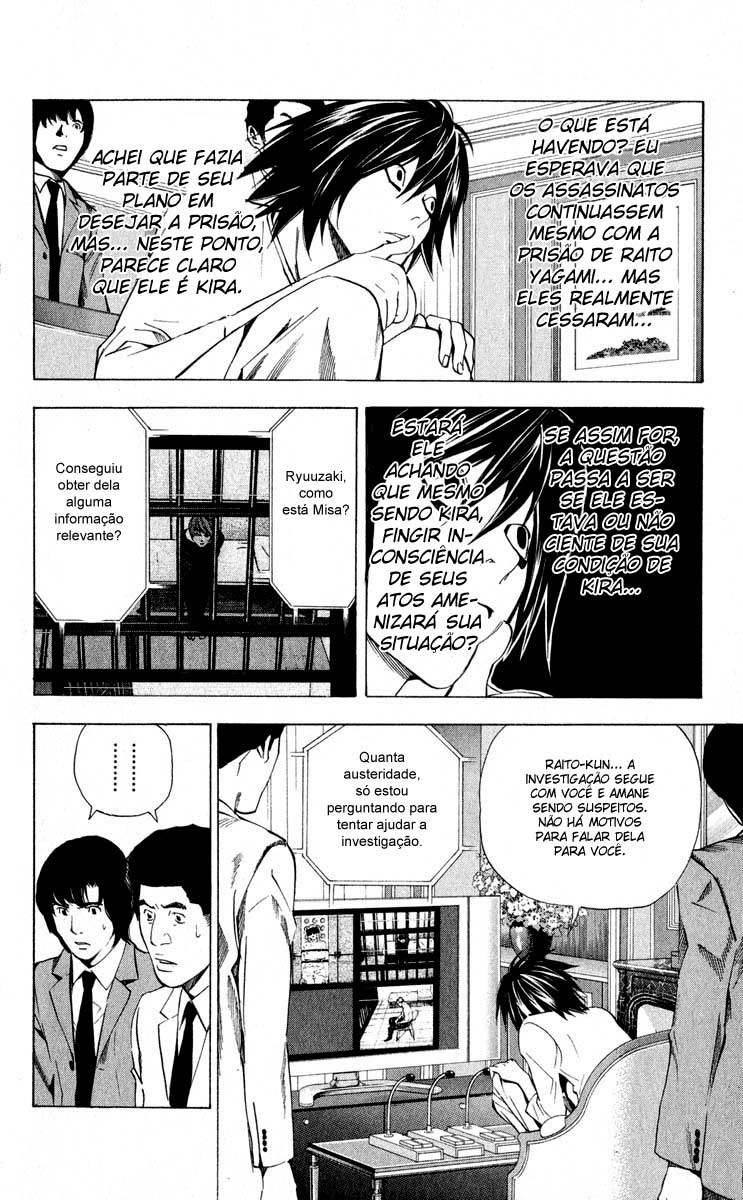 O QUE ESTÁ
HAVENDO? EU
ESPERAVA QUE
OS ASSASSINATOS
CONTINUASSEM
MESMO COM A
PRISÃO DE RAITO
YAGAMI... MAS
ELES REALMENTE
CESSARAM...
ACHEI QUE FAZIA
PARTE DE SEU
PLANO EM
DESEJAR A PRISÃO,
MAS... NESTE PONTO,
PARECE CLARO
QUE ELE É KIRA.
SE ASSIM FOR,
A QUESTÃO
PASSA A SER
SE ELE ES-
TAVA OU NÃO
CIENTE DE SUA
CONDIÇÃO DE
KIRA...
ESTARÁ
ELE
ACHANDO
QUE MESMO
SENDO KIRA,
FINGIR IN-
CONSCIÊNCIA
DE SEUS
ATOS AME-
NIZARÁ SUA
SITUAÇÃO?
Ryuuzaki,
como
está Misa?
Conseguiu
obter dela
alguma
informação
relevante?
RAITO-KUN... A
INVESTIGAÇÃO SEGUE
COM VOCÊ E AMANE
SENDO SUSPEITOS.
NÃO HÁ MOTIVOS
PARA FALAR DELA
PARA VOCÊ.
Quanta
austeridade,
só estou
perguntando para
tentar ajudar a
investigação.